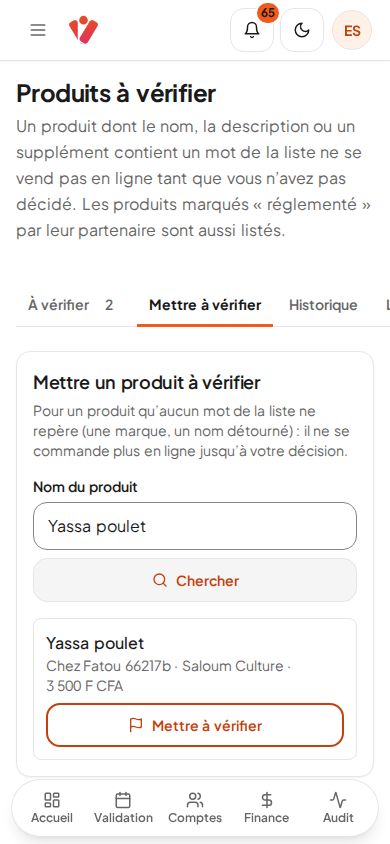 65
ES
Produits à vérifier
Un produit dont le nom, la description ou un
supplément contient un mot de la liste ne se
vend pas en ligne tant que vous n’avez pas
décidé. Les produits marqués « réglementé »
par leur partenaire sont aussi listés.
À vérifier 2 Mettre à vérifier Historique
Mettre un produit à vérifier
Pour un produit qu’aucun mot de la liste ne
repère (une marque, un nom détourné) : il ne se
commande plus en ligne jusqu’à votre décision.
Nom du produit
Yassa poulet
Chercher
Yassa poulet
Chez Fatou 66217b · Saloum Culture ·
3 500 F CFA
Mettre à vérifier
Accueil Validation Comptes Finance Audit